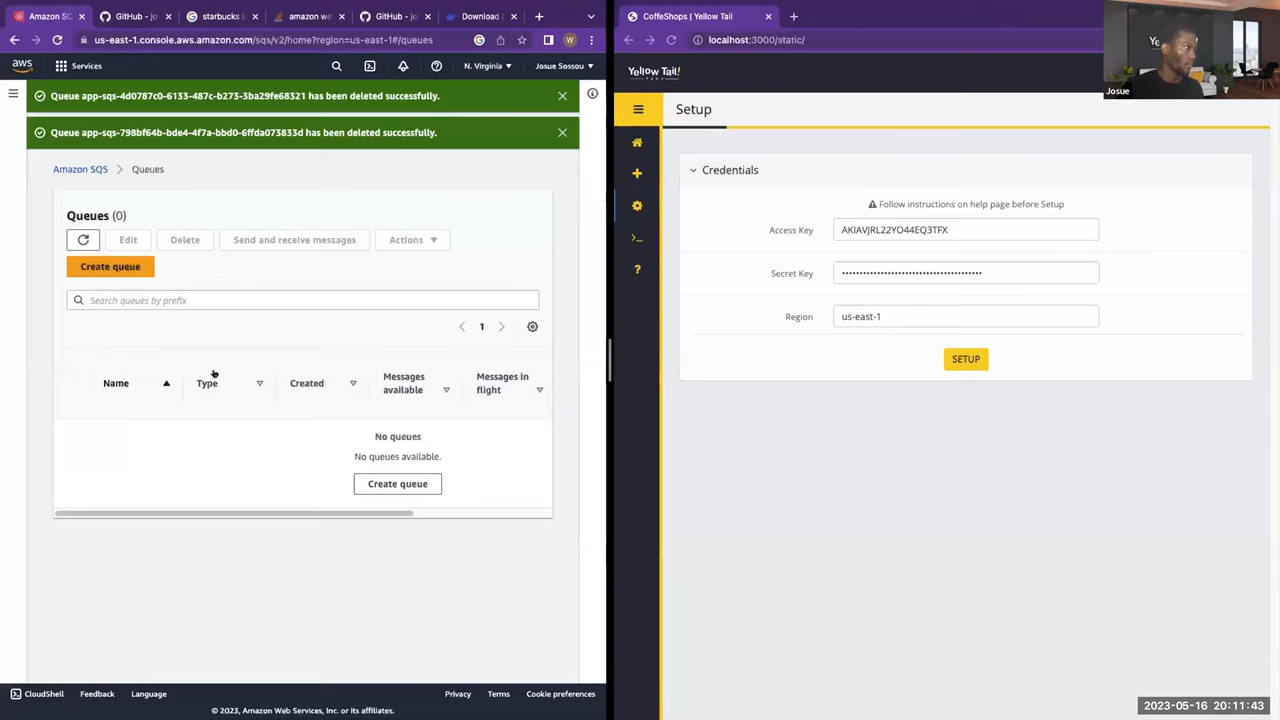 Amazon SQ
GitHub - jo
starbucks i
amazon we
GitHub - jo
Download
us-east-1.console.aws.amazon.com/sqs/v2/home?region=us-east-1#/queues
W
aws
Services
N. Virginia
Josue Sossou
Queue app-sqs-4d0787c0-6133-487c-b273-3ba29fe68321 has been deleted successfully.
Queue app-sqs-798bf64b-bde4-4f7a-bbd0-6ffda073833d has been deleted successfully.
Amazon SQS > Queues
Queues (0)
Edit
Delete
Send and receive messages
Actions
Create queue
Search queues by prefix
1
Name
Type
Created
Messages available
Messages in flight
No queues
No queues available.
Create queue
CloudShell
Feedback
Language
Privacy
Terms
Cookie preferences
© 2023, Amazon Web Services, Inc. or its affiliates.
CoffeShops | Yellow Tail
localhost:3000/static/
Yellow Tail!
Setup
Credentials
Follow instructions on help page before Setup
Access Key
AKIAVJRL22YO44EQ3TFX
Secret Key
Region
us-east-1
SETUP
Josue
2023-05-16 20:11:43